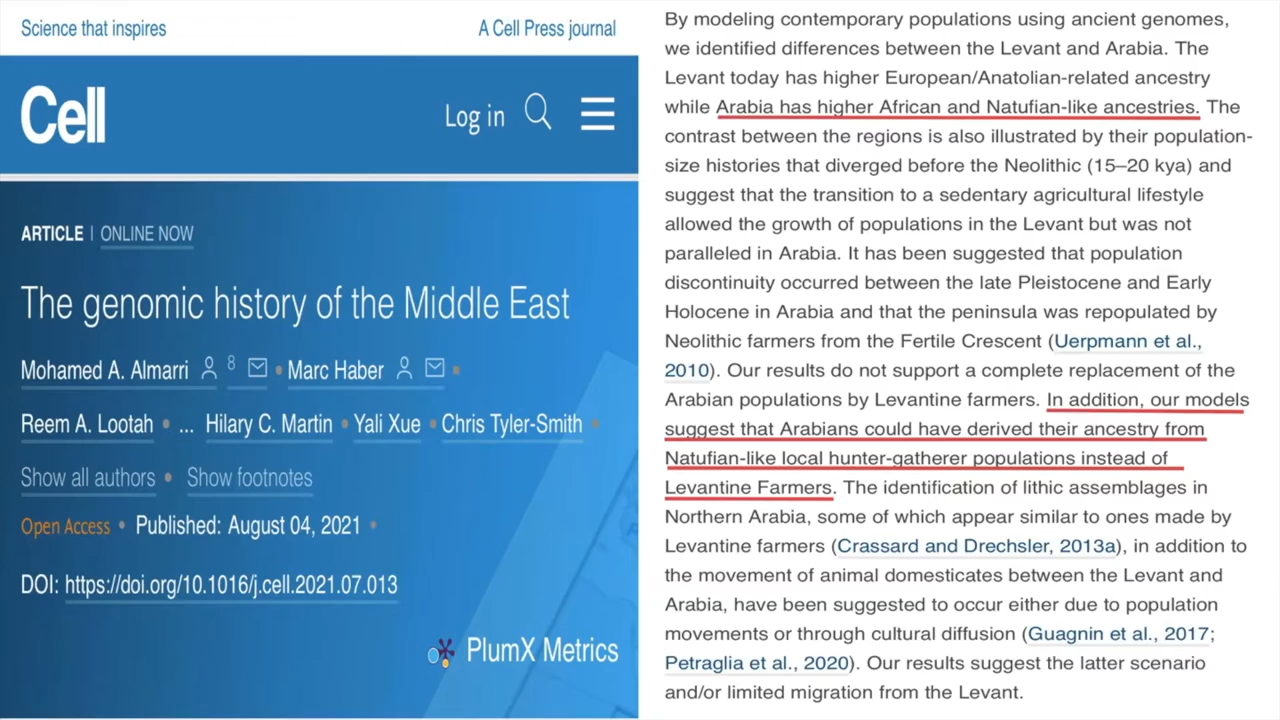 Science that inspires
A Cell Press journal
Cell
Log in
ARTICLE | ONLINE NOW
The genomic history of the Middle East
Mohamed A. Almarri 8 • Marc Haber •
Reem A. Lootah • ... Hilary C. Martin • Yali Xue • Chris Tyler-Smith •
Show all authors • Show footnotes
Open Access • Published: August 04, 2021 •
DOI: https://doi.org/10.1016/j.cell.2021.07.013
PlumX Metrics
By modeling contemporary populations using ancient genomes,
we identified differences between the Levant and Arabia. The
Levant today has higher European/Anatolian-related ancestry
while Arabia has higher African and Natufian-like ancestries. The
contrast between the regions is also illustrated by their population-
size histories that diverged before the Neolithic (15–20 kya) and
suggest that the transition to a sedentary agricultural lifestyle
allowed the growth of populations in the Levant but was not
paralleled in Arabia. It has been suggested that population
discontinuity occurred between the late Pleistocene and Early
Holocene in Arabia and that the peninsula was repopulated by
Neolithic farmers from the Fertile Crescent (Uerpmann et al.,
2010). Our results do not support a complete replacement of the
Arabian populations by Levantine farmers. In addition, our models
suggest that Arabians could have derived their ancestry from
Natufian-like local hunter-gatherer populations instead of
Levantine Farmers. The identification of lithic assemblages in
Northern Arabia, some of which appear similar to ones made by
Levantine farmers (Crassard and Drechsler, 2013a), in addition to
the movement of animal domesticates between the Levant and
Arabia, have been suggested to occur either due to population
movements or through cultural diffusion (Guagnin et al., 2017;
Petraglia et al., 2020). Our results suggest the latter scenario
and/or limited migration from the Levant.